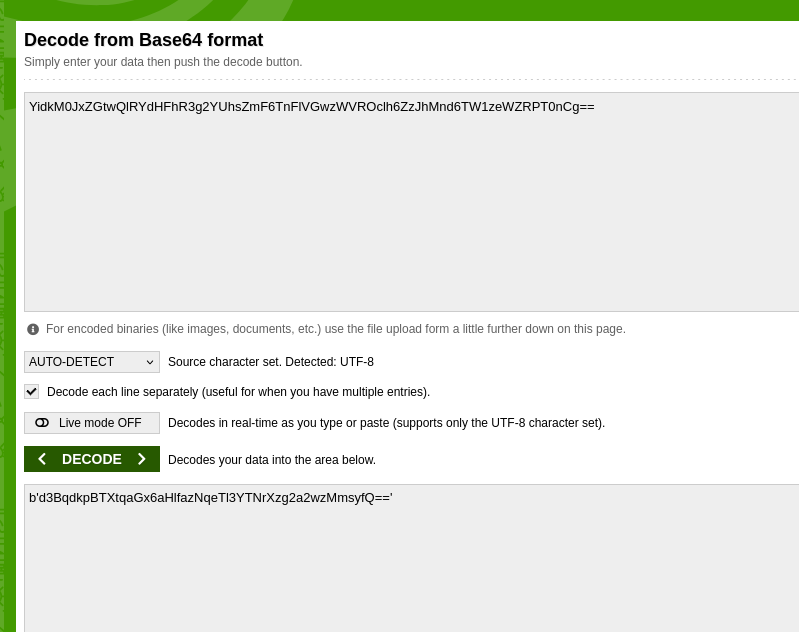 Decode from Base64 format
Simply enter your data then push the decode button.
YidkM0JxZGtwQlRYdHFhR3g2YUhsZmF6TnFlVGwzWVROclh6ZzJhMnd6TW1zeWZRPT0nCg==
For encoded binaries (like images, documents, etc.) use the file upload form a little further down on this page.
AUTO-DETECT Source character set. Detected: UTF-8
Decode each line separately (useful for when you have multiple entries).
Live mode OFF Decodes in real-time as you type or paste (supports only the UTF-8 character set).
DECODE Decodes your data into the area below.
b'd3BqdkpBTXtqaGx6aHlfazNqeTl3YTNrXzg2a2wzMmsyfQ=='